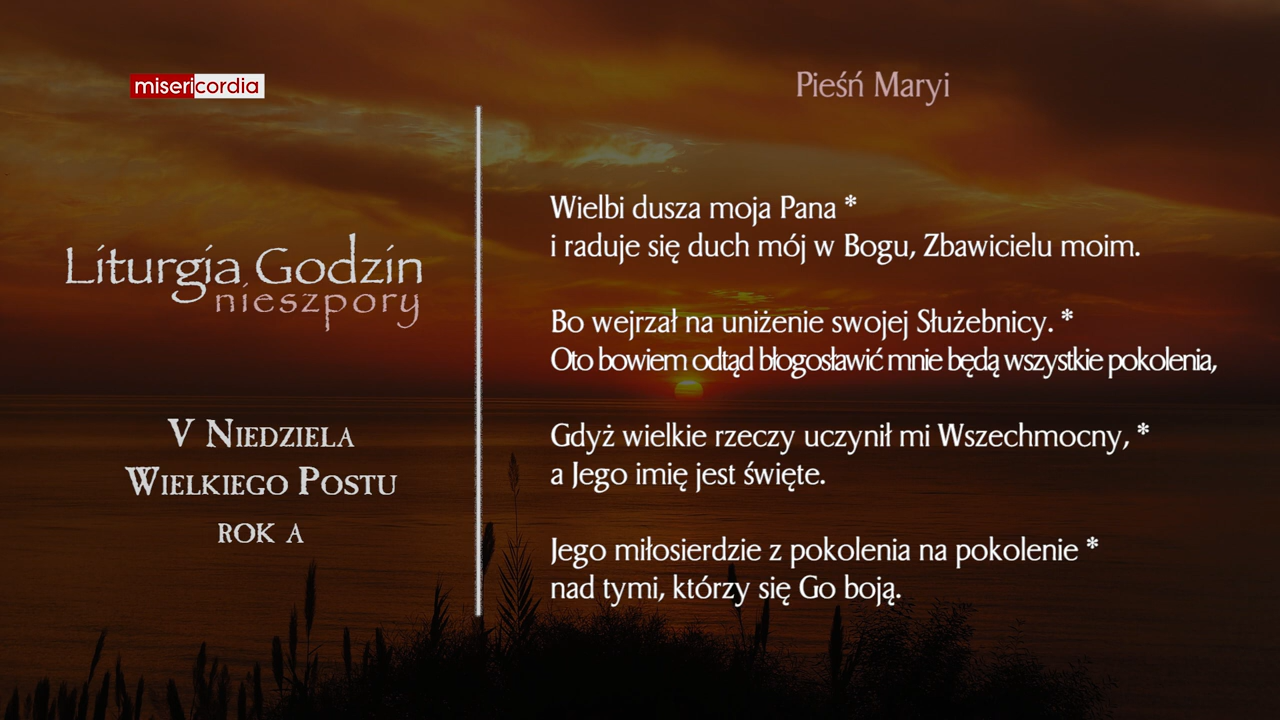 misericordia
Liturgia Godzin
nieszpory
V Niedziela
Wielkiego Postu
rok A
Pieśń Maryi
Wielbi dusza moja Pana *
i raduje się duch mój w Bogu, Zbawicielu moim.
Bo wejrzał na uniżenie swojej Służebnicy. *
Oto bowiem odtąd błogosławić mnie będą wszystkie pokolenia,
Gdyż wielkie rzeczy uczynił mi Wszechmocny, *
a Jego imię jest święte.
Jego miłosierdzie z pokolenia na pokolenie *
nad tymi, którzy się Go boją.